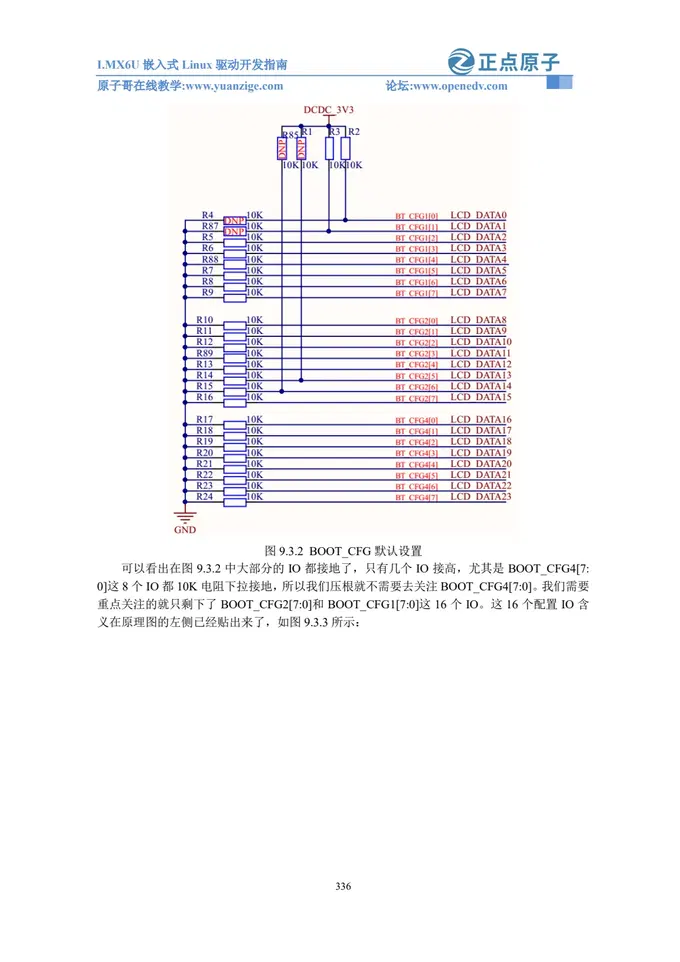 I.MX6U 嵌入式 Linux 驱动开发指南
正点原子
原子哥在线教学:www.yuanzige.com 论坛:www.openedv.com
DCDC_3V3
R85 R1 R3 R2
DNP DNP
10K 10K 10K 10K
R4 DNP 10K BT_CFG1[0] LCD_DATA0
R87 DNP 10K BT_CFG1[1] LCD_DATA1
R5 10K BT_CFG1[2] LCD_DATA2
R6 10K BT_CFG1[3] LCD_DATA3
R88 10K BT_CFG1[4] LCD_DATA4
R7 10K BT_CFG1[5] LCD_DATA5
R8 10K BT_CFG1[6] LCD_DATA6
R9 10K BT_CFG1[7] LCD_DATA7
R10 10K BT_CFG2[0] LCD_DATA8
R11 10K BT_CFG2[1] LCD_DATA9
R12 10K BT_CFG2[2] LCD_DATA10
R89 10K BT_CFG2[3] LCD_DATA11
R13 10K BT_CFG2[4] LCD_DATA12
R14 10K BT_CFG2[5] LCD_DATA13
R15 10K BT_CFG2[6] LCD_DATA14
R16 10K BT_CFG2[7] LCD_DATA15
R17 10K BT_CFG4[0] LCD_DATA16
R18 10K BT_CFG4[1] LCD_DATA17
R19 10K BT_CFG4[2] LCD_DATA18
R20 10K BT_CFG4[3] LCD_DATA19
R21 10K BT_CFG4[4] LCD_DATA20
R22 10K BT_CFG4[5] LCD_DATA21
R23 10K BT_CFG4[6] LCD_DATA22
R24 10K BT_CFG4[7] LCD_DATA23
GND
图 9.3.2 BOOT_CFG 默认设置
可以看出在图 9.3.2 中大部分的 IO 都接地了，只有几个 IO 接高，尤其是 BOOT_CFG4[7:
0]这 8 个 IO 都 10K 电阻下拉接地，所以我们压根就不需要去关注 BOOT_CFG4[7:0]。我们需要
重点关注的就只剩下了 BOOT_CFG2[7:0]和 BOOT_CFG1[7:0]这 16 个 IO。这 16 个配置 IO 含
义在原理图的左侧已经贴出来了，如图 9.3.3 所示：
336